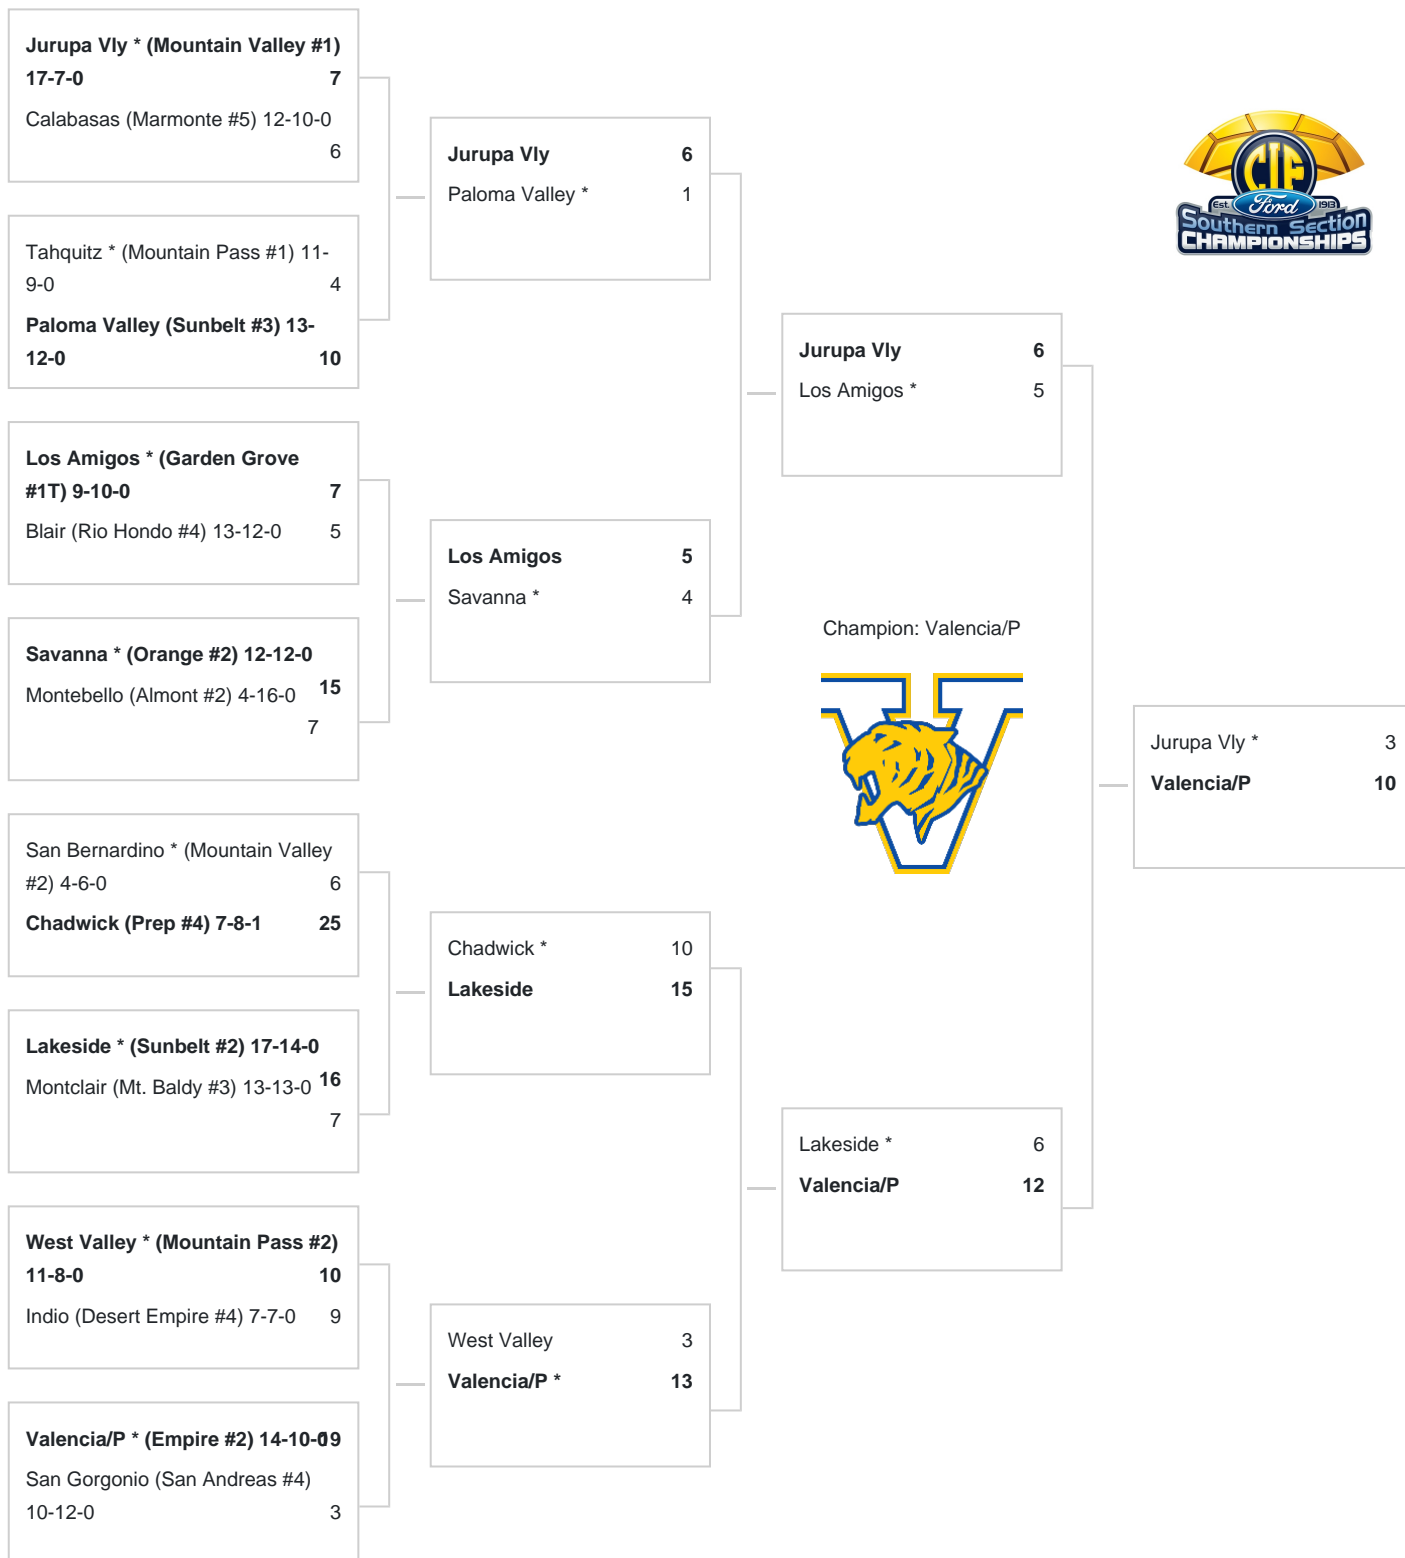 Jurupa Vly * (Mountain Valley #1)
17-7-0 7
Calabasas (Marmonte #5) 12-10-0
6
Tahquitz * (Mountain Pass #1) 11-
9-0 4
Paloma Valley (Sunbelt #3) 13-
12-0 10
Los Amigos * (Garden Grove
#1T) 9-10-0 7
Blair (Rio Hondo #4) 13-12-0 5
Savanna * (Orange #2) 12-12-0
15
Montebello (Almont #2) 4-16-0
7
San Bernardino * (Mountain Valley
#2) 4-6-0 6
Chadwick (Prep #4) 7-8-1 25
Lakeside * (Sunbelt #2) 17-14-0
16
Montclair (Mt. Baldy #3) 13-13-0
7
West Valley * (Mountain Pass #2)
11-8-0 10
Indio (Desert Empire #4) 7-7-0 9
Valencia/P * (Empire #2) 14-10-0 19
San Gorgonio (San Andreas #4)
10-12-0 3
Jurupa Vly 6
Paloma Valley * 1
Los Amigos 5
Savanna * 4
Chadwick * 10
Lakeside 15
West Valley 3
Valencia/P * 13
Jurupa Vly 6
Los Amigos * 5
Lakeside * 6
Valencia/P 12
Champion: Valencia/P
V
Jurupa Vly * 3
Valencia/P 10
CIF
Est. Ford 1913
Southern Section
CHAMPIONSHIPS